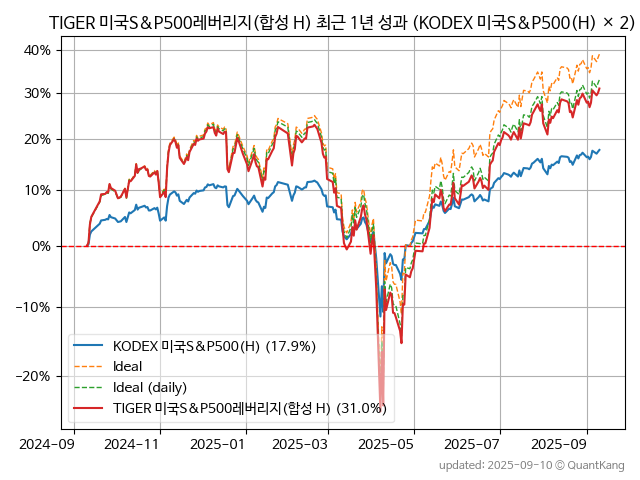 TIGER 미국S&P500레버리지(합성 H) 최근 1년 성과 (KODEX 미국S&P500(H) × 2)
40%
30%
20%
10%
0%
−10%
−20%
KODEX 미국S&P500(H) (17.9%)
Ideal
Ideal (daily)
TIGER 미국S&P500레버리지(합성 H) (31.0%)
2024-09 2024-11 2025-01 2025-03 2025-05 2025-07 2025-09
updated: 2025-09-10 © QuantKang